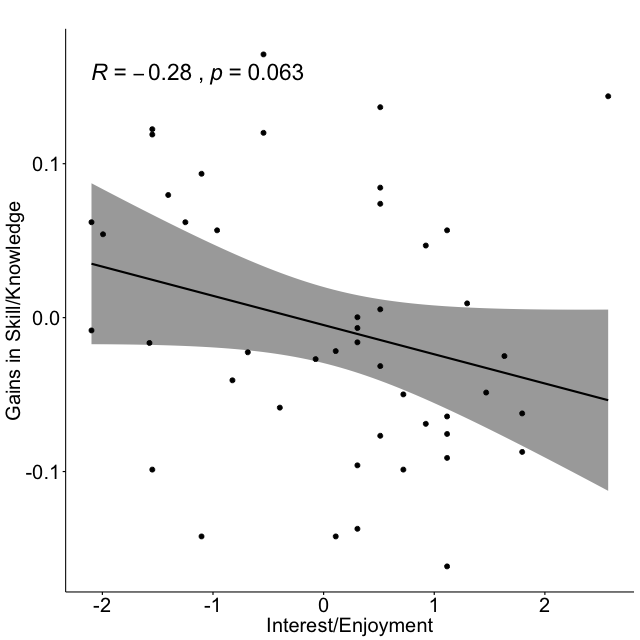 R = −0.28 , p = 0.063
Gains in Skill/Knowledge
0.1
0.0
-0.1
-2 -1 0 1 2
Interest/Enjoyment